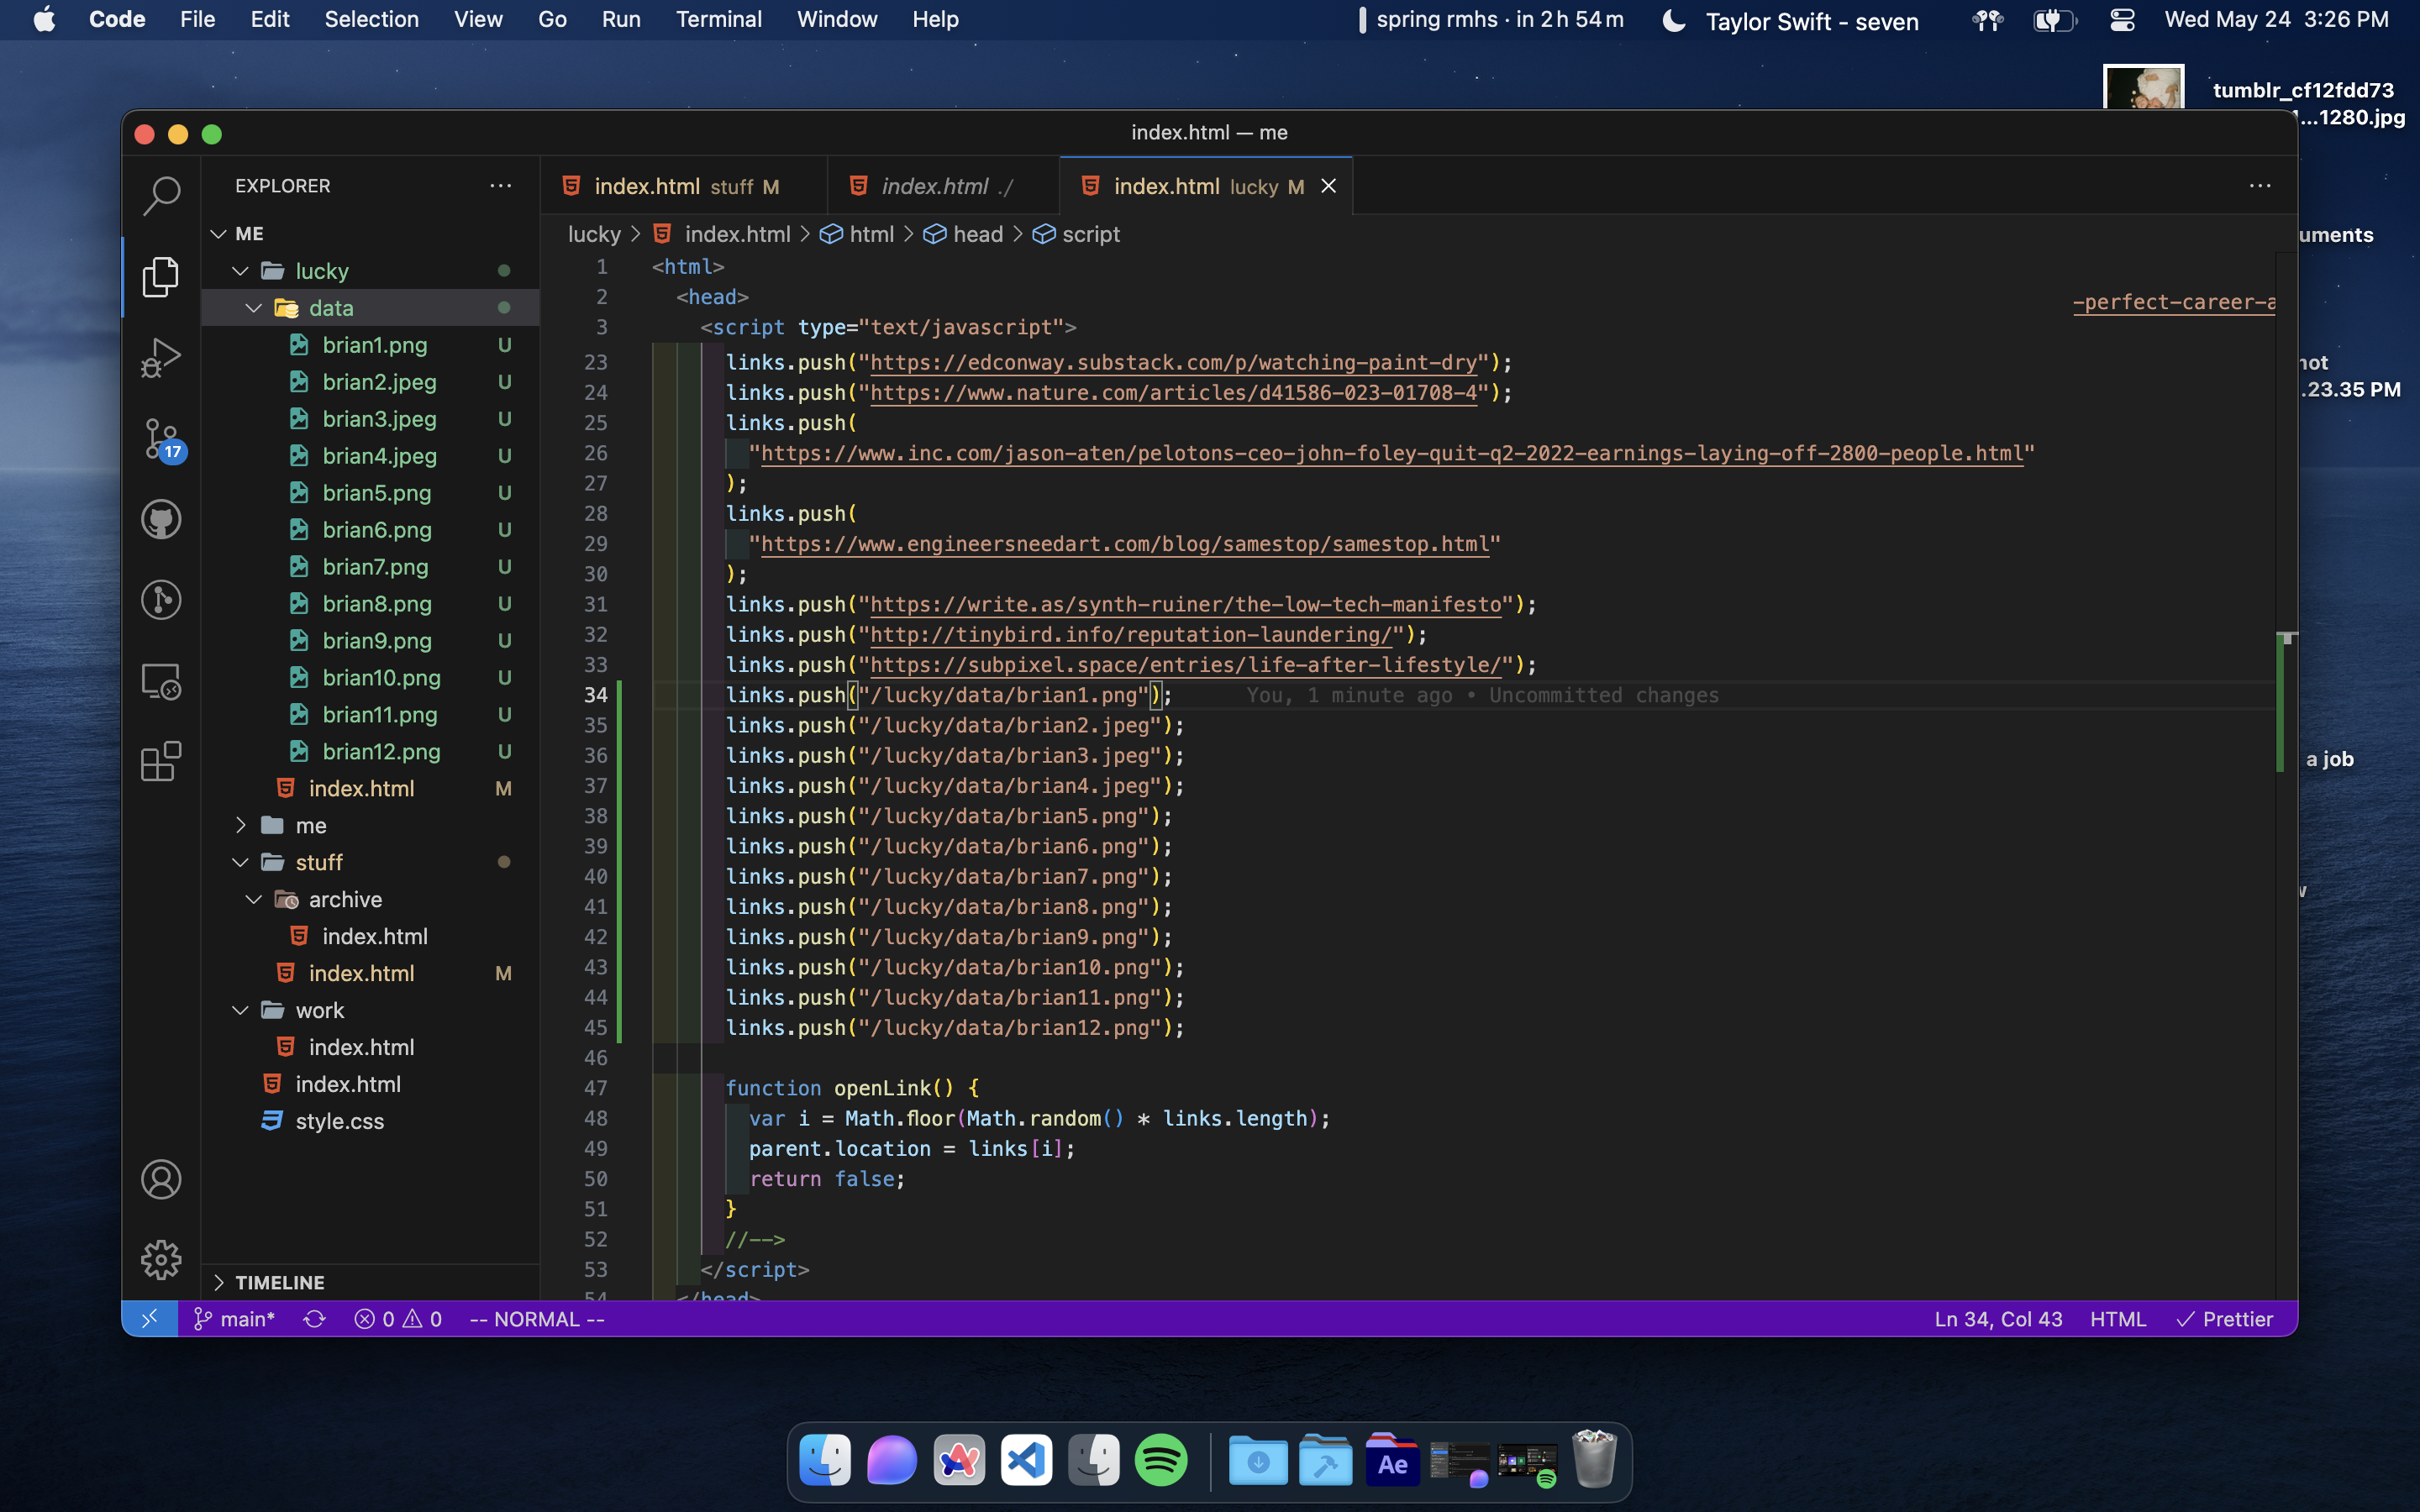 Code File Edit Selection View Go Run Terminal Window Help
spring rmhs · in 2 h 54 m Taylor Swift - seven Wed May 24 3:26 PM
tumblr_cf12fdd73
...1280.jpg
uments
not
.23.35 PM
a job
index.html — me
EXPLORER
ME
lucky
data
brian1.png U
brian2.jpeg U
brian3.jpeg U
brian4.jpeg U
brian5.png U
brian6.png U
brian7.png U
brian8.png U
brian9.png U
brian10.png U
brian11.png U
brian12.png U
index.html M
me
stuff
archive
index.html
index.html M
work
index.html
index.html
style.css
TIMELINE
17
index.html stuff M
index.html ./
index.html lucky M
lucky > index.html > html > head > script
1 <html>
2 <head>
-perfect-career-a
3 <script type="text/javascript">
23 links.push("https://edconway.substack.com/p/watching-paint-dry");
24 links.push("https://www.nature.com/articles/d41586-023-01708-4");
25 links.push(
26 "https://www.inc.com/jason-aten/pelotons-ceo-john-foley-quit-q2-2022-earnings-laying-off-2800-people.html"
27 );
28 links.push(
29 "https://www.engineersneedart.com/blog/samestop/samestop.html"
30 );
31 links.push("https://write.as/synth-ruiner/the-low-tech-manifesto");
32 links.push("http://tinybird.info/reputation-laundering/");
33 links.push("https://subpixel.space/entries/life-after-lifestyle/");
34 links.push("/lucky/data/brian1.png"); You, 1 minute ago • Uncommitted changes
35 links.push("/lucky/data/brian2.jpeg");
36 links.push("/lucky/data/brian3.jpeg");
37 links.push("/lucky/data/brian4.jpeg");
38 links.push("/lucky/data/brian5.png");
39 links.push("/lucky/data/brian6.png");
40 links.push("/lucky/data/brian7.png");
41 links.push("/lucky/data/brian8.png");
42 links.push("/lucky/data/brian9.png");
43 links.push("/lucky/data/brian10.png");
44 links.push("/lucky/data/brian11.png");
45 links.push("/lucky/data/brian12.png");
46
47 function openLink() {
48 var i = Math.floor(Math.random() * links.length);
49 parent.location = links[i];
50 return false;
51 }
52 //-->
53 </script>
54 </head>
main* 0 0 -- NORMAL -- Ln 34, Col 43 HTML Prettier
Ae